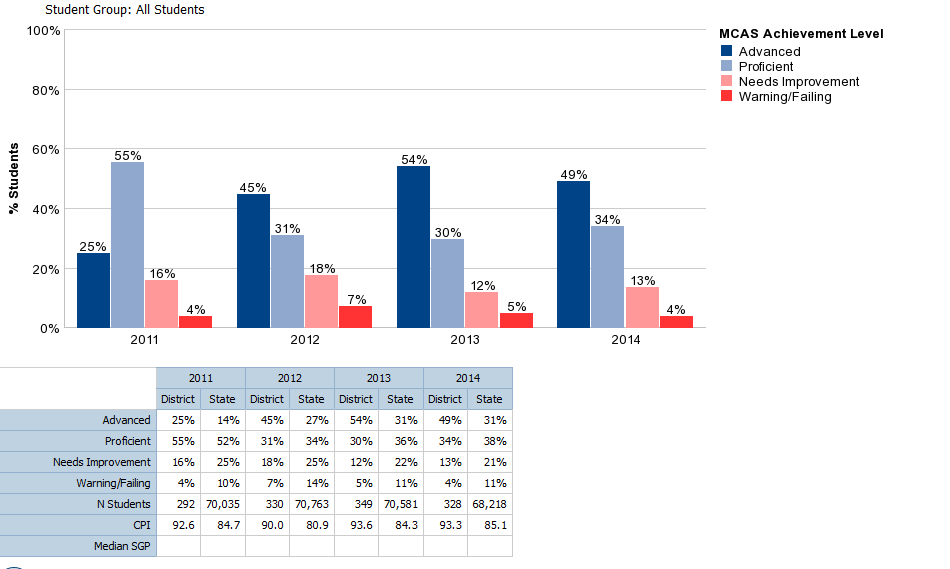 Student Group: All Students
100%
80%
60%
40%
20%
0%
% Students
25% 55% 16% 4%
45% 31% 18% 7%
54% 30% 12% 5%
49% 34% 13% 4%
2011 2012 2013 2014
MCAS Achievement Level
Advanced
Proficient
Needs Improvement
Warning/Failing
2011 2012 2013 2014
District State District State District State District State
Advanced 25% 14% 45% 27% 54% 31% 49% 31%
Proficient 55% 52% 31% 34% 30% 36% 34% 38%
Needs Improvement 16% 25% 18% 25% 12% 22% 13% 21%
Warning/Failing 4% 10% 7% 14% 5% 11% 4% 11%
N Students 292 70,035 330 70,763 349 70,581 328 68,218
CPI 92.6 84.7 90.0 80.9 93.6 84.3 93.3 85.1
Median SGP